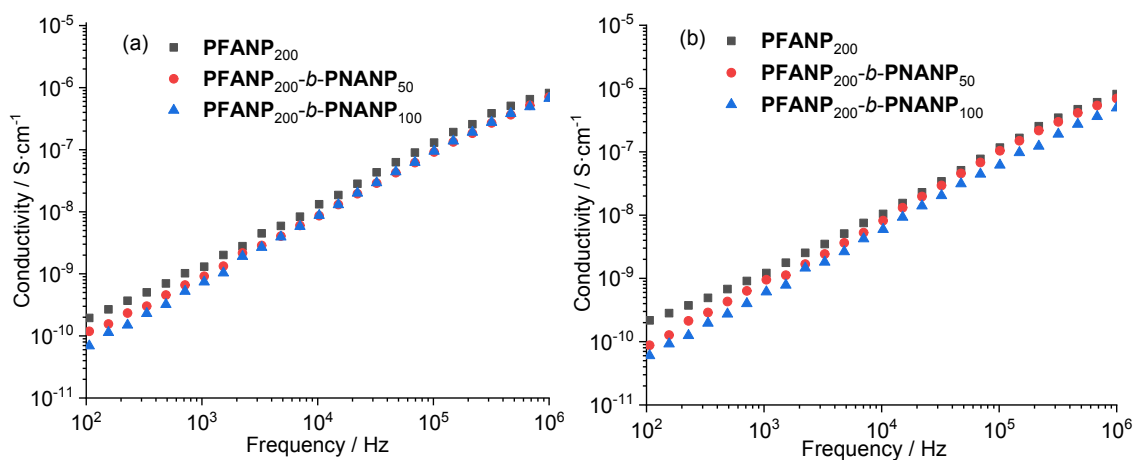 (a)
PFANP200
PFANP200-b-PNANP50
PFANP200-b-PNANP100
Conductivity / S·cm-1
10-5
10-6
10-7
10-8
10-9
10-10
10-11
102
103
104
105
106
Frequency / Hz
(b)
PFANP200
PFANP200-b-PNANP50
PFANP200-b-PNANP100
Conductivity / S·cm-1
10-5
10-6
10-7
10-8
10-9
10-10
10-11
102
103
104
105
106
Frequency / Hz